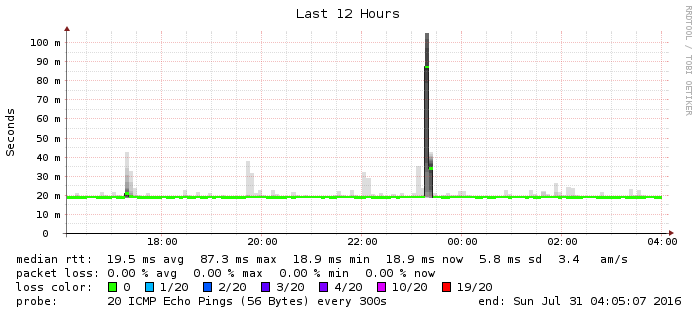 Last 12 Hours
RRDTOOL / TOBI OETIKER
Seconds
100 m
90 m
80 m
70 m
60 m
50 m
40 m
30 m
20 m
10 m
0
18:00 20:00 22:00 00:00 02:00 04:00
median rtt: 19.5 ms avg 87.3 ms max 18.9 ms min 18.9 ms now 5.8 ms sd 3.4 am/s
packet loss: 0.00 % avg 0.00 % max 0.00 % min 0.00 % now
loss color: 0 1/20 2/20 3/20 4/20 10/20 19/20
probe: 20 ICMP Echo Pings (56 Bytes) every 300s end: Sun Jul 31 04:05:07 2016